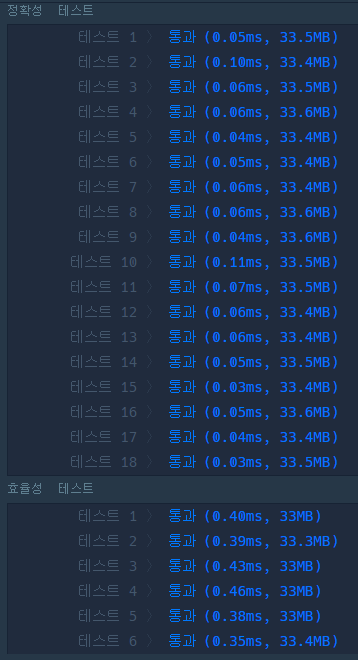 정확성 테스트
테스트 1 〉 통과 (0.05ms, 33.5MB)
테스트 2 〉 통과 (0.10ms, 33.4MB)
테스트 3 〉 통과 (0.06ms, 33.5MB)
테스트 4 〉 통과 (0.06ms, 33.6MB)
테스트 5 〉 통과 (0.04ms, 33.4MB)
테스트 6 〉 통과 (0.05ms, 33.4MB)
테스트 7 〉 통과 (0.06ms, 33.4MB)
테스트 8 〉 통과 (0.06ms, 33.6MB)
테스트 9 〉 통과 (0.04ms, 33.6MB)
테스트 10 〉 통과 (0.11ms, 33.5MB)
테스트 11 〉 통과 (0.07ms, 33.5MB)
테스트 12 〉 통과 (0.06ms, 33.4MB)
테스트 13 〉 통과 (0.06ms, 33.4MB)
테스트 14 〉 통과 (0.05ms, 33.5MB)
테스트 15 〉 통과 (0.03ms, 33.4MB)
테스트 16 〉 통과 (0.05ms, 33.6MB)
테스트 17 〉 통과 (0.04ms, 33.4MB)
테스트 18 〉 통과 (0.03ms, 33.5MB)
효율성 테스트
테스트 1 〉 통과 (0.40ms, 33MB)
테스트 2 〉 통과 (0.39ms, 33.3MB)
테스트 3 〉 통과 (0.43ms, 33MB)
테스트 4 〉 통과 (0.46ms, 33MB)
테스트 5 〉 통과 (0.38ms, 33MB)
테스트 6 〉 통과 (0.35ms, 33.4MB)